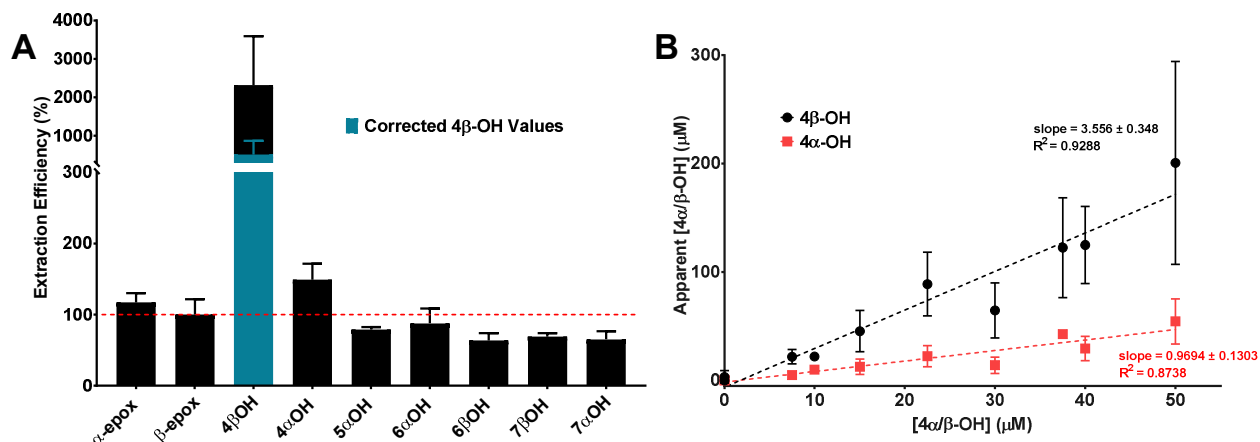 A
Extraction Efficiency (%)
4000
3000
2000
1000
300
200
100
0
Corrected 4β-OH Values
α-epox
β-epox
4βOH
4αOH
5αOH
6αOH
6βOH
7βOH
7αOH
B
Apparent [4α/β-OH] (μM)
300
200
100
0
4β-OH
4α-OH
slope = 3.556 ± 0.348
R² = 0.9288
slope = 0.9694 ± 0.1303
R² = 0.8738
0
10
20
30
40
50
[4α/β-OH] (μM)